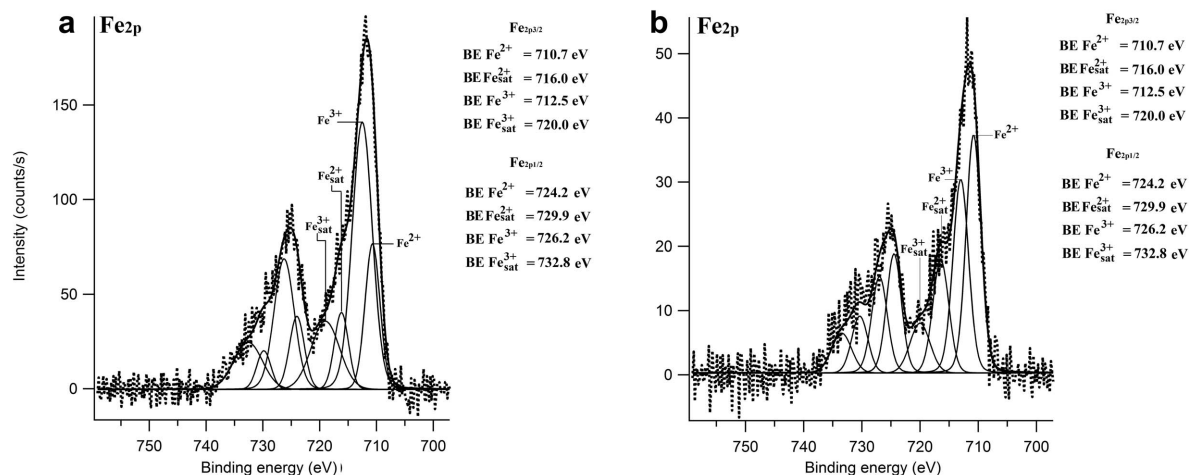 a
Fe2p
Intensity (counts/s)
150
100
50
0
750
740
730
720
710
700
Binding energy (eV)
Fe3+
Fe2+sat
Fe3+sat
Fe2+
Fe2p3/2
BE Fe2+ = 710.7 eV
BE Fe2+sat = 716.0 eV
BE Fe3+ = 712.5 eV
BE Fe3+sat = 720.0 eV
Fe2p1/2
BE Fe2+ = 724.2 eV
BE Fe2+sat = 729.9 eV
BE Fe3+ = 726.2 eV
BE Fe3+sat = 732.8 eV
b
Fe2p
50
40
30
20
10
0
750
740
730
720
710
700
Binding energy (eV)
Fe2+
Fe3+
Fe2+sat
Fe3+sat
Fe2p3/2
BE Fe2+ = 710.7 eV
BE Fe2+sat = 716.0 eV
BE Fe3+ = 712.5 eV
BE Fe3+sat = 720.0 eV
Fe2p1/2
BE Fe2+ = 724.2 eV
BE Fe2+sat = 729.9 eV
BE Fe3+ = 726.2 eV
BE Fe3+sat = 732.8 eV